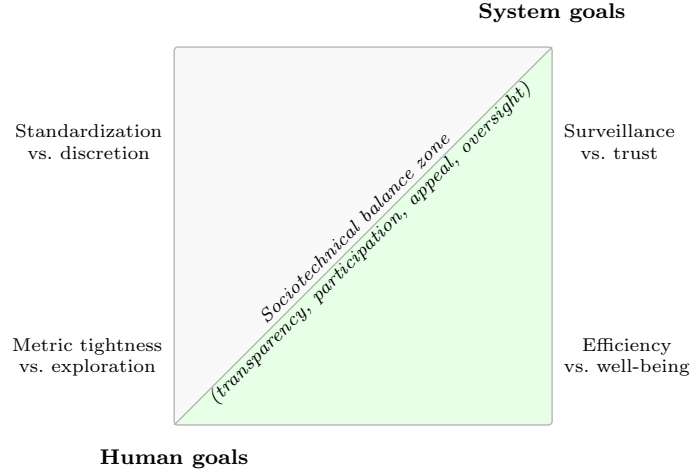 System goals
Standardization
vs. discretion
Surveillance
vs. trust
Sociotechnical balance zone
(transparency, participation, appeal, oversight)
Metric tightness
vs. exploration
Efficiency
vs. well-being
Human goals